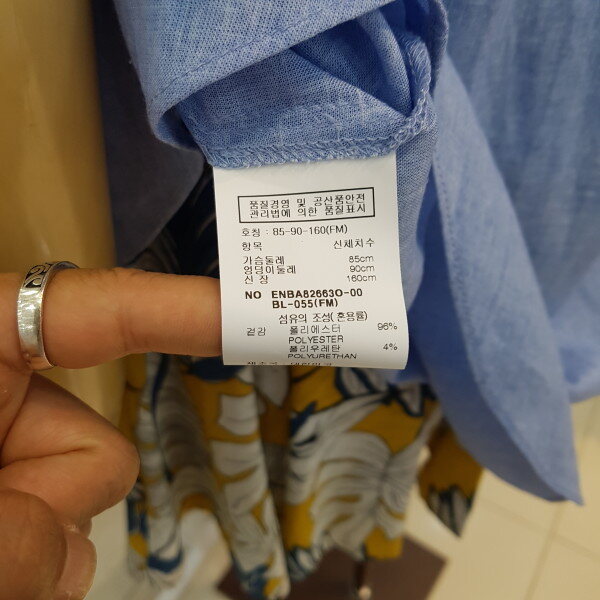 품질경영 및 공산품안전
관리법에 의한 품질표시
호칭 : 85-90-160(FM)
항목 신체치수
가슴둘레 85cm
엉덩이둘레 90cm
신 장 160cm
NO ENBA82663O-00
BL-055(FM)
섬유의 조성( 혼용률)
겉감 폴리에스터 96%
POLYESTER
폴리우레탄 4%
POLYURETHAN